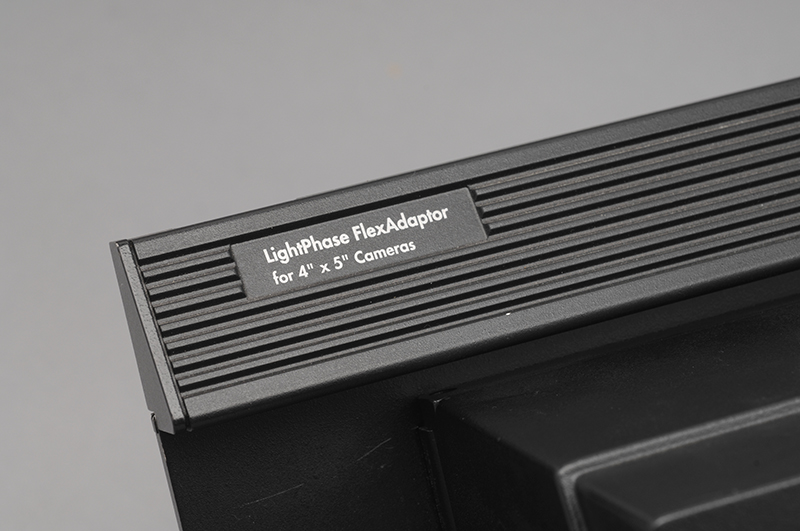 LightPhase FlexAdaptor
for 4" x 5" Cameras